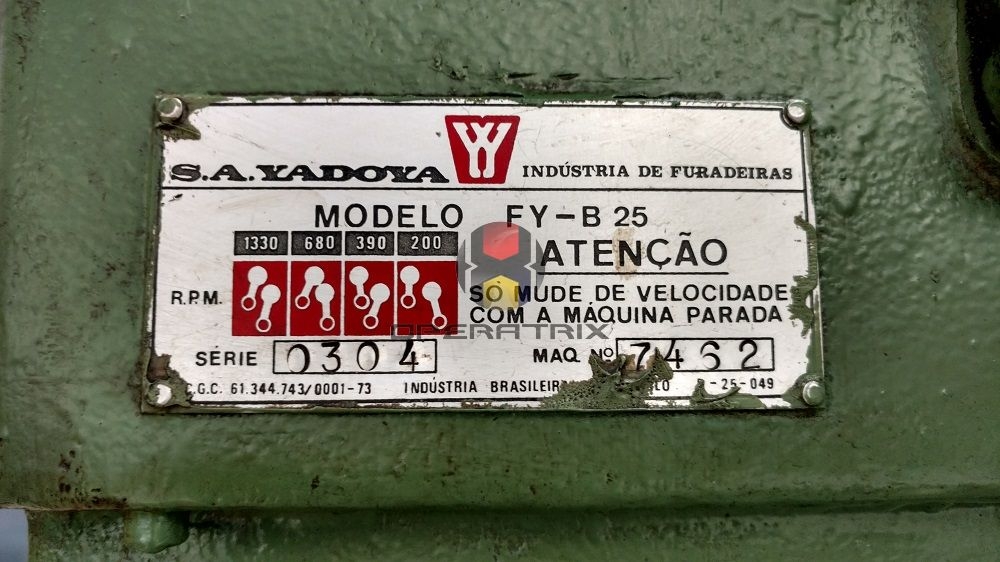 S.A.YADOYA
INDÚSTRIA DE FURADEIRAS
MODELO FY-B 25
1330 680 390 200
ATENÇÃO
R.P.M.
SÓ MUDE DE VELOCIDADE
COM A MÁQUINA PARADA
OPERATRIX
SÉRIE 0304 MAQ. Nº 7462
C.G.C. 61.344.743/0001-73 INDÚSTRIA -25-049